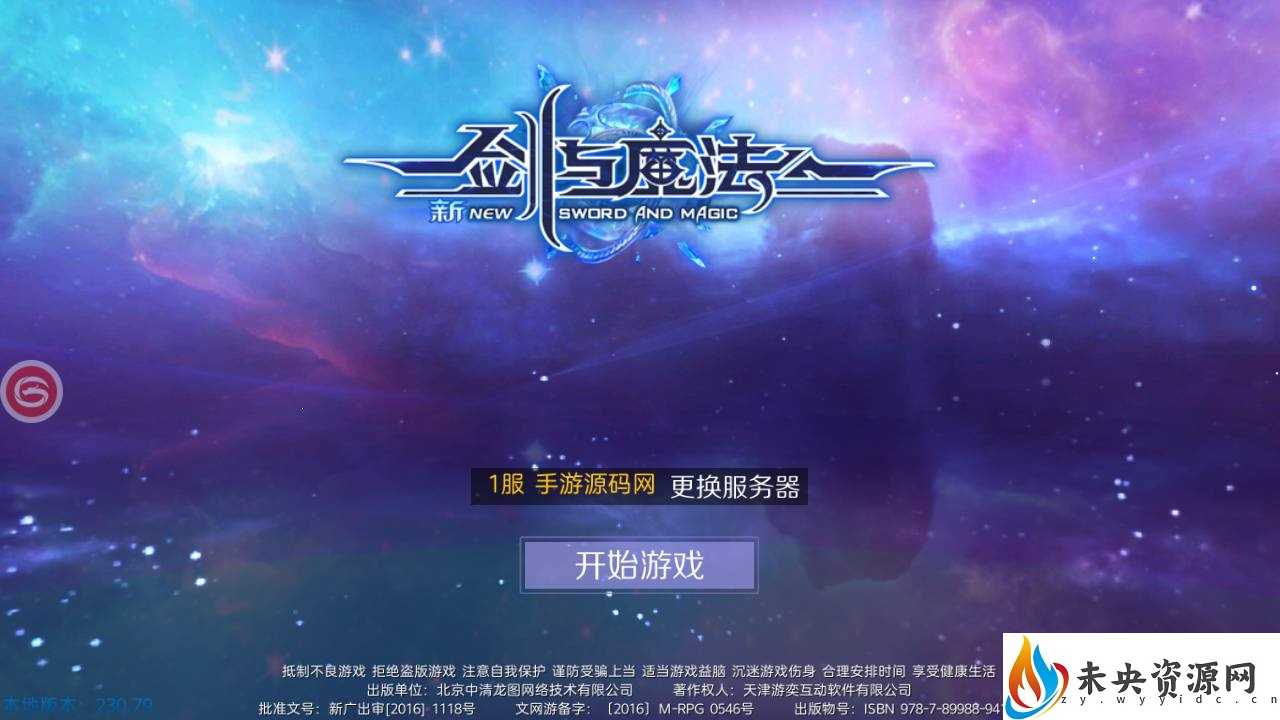 剑与魔法
新 NEW SWORD AND MAGIC
1服 手游源码网 更换服务器
开始游戏
抵制不良游戏 拒绝盗版游戏 注意自我保护 谨防受骗上当 适当游戏益脑 沉迷游戏伤身 合理安排时间 享受健康生活
出版单位：北京中清龙图网络技术有限公司 著作权人：天津游奕互动软件有限公司
批准文号：新广出审[2016] 1118号 文网游备字：〔2016〕M-RPG 0546号 出版物号：ISBN 978-7-89988-94
本地版本：230.79
未央资源网
zy.wyyidc.cn